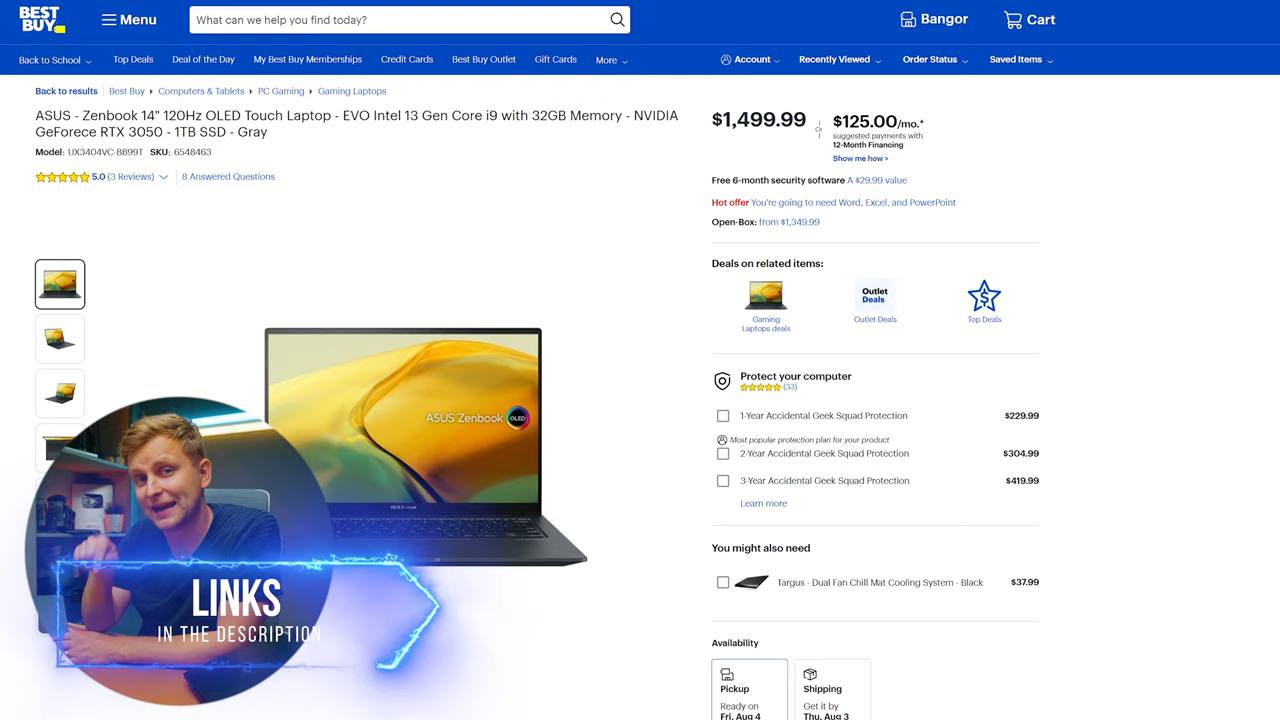 BEST
BUY
Menu
What can we help you find today?
Bangor
Cart
Back to School
Top Deals
Deal of the Day
My Best Buy Memberships
Credit Cards
Best Buy Outlet
Gift Cards
More
Account
Recently Viewed
Order Status
Saved Items
Back to results
Best Buy
Computers & Tablets
PC Gaming
Gaming Laptops
ASUS - Zenbook 14" 120Hz OLED Touch Laptop - EVO Intel 13 Gen Core i9 with 32GB Memory - NVIDIA
GeForece RTX 3050 - 1TB SSD - Gray
Model: UX3404VC-BB99T SKU: 6548463
5.0 (3 Reviews)
8 Answered Questions
ASUS Zenbook OLED
ASUS Zenbook
LINKS
IN THE DESCRIPTION
$1,499.99
Or
$125.00/mo.*
suggested payments with
12-Month Financing
Show me how >
Free 6-month security software A $29.99 value
Hot offer You're going to need Word, Excel, and PowerPoint
Open-Box: from $1,349.99
Deals on related items:
Gaming
Laptops deals
Outlet
Deals
Outlet Deals
Top Deals
Protect your computer
(33)
1-Year Accidental Geek Squad Protection $229.99
Most popular protection plan for your product
2-Year Accidental Geek Squad Protection $304.99
3-Year Accidental Geek Squad Protection $419.99
Learn more
You might also need
Targus - Dual Fan Chill Mat Cooling System - Black $37.99
Availability
Pickup
Ready on
Fri, Aug 4
Shipping
Get it by
Thu, Aug 3